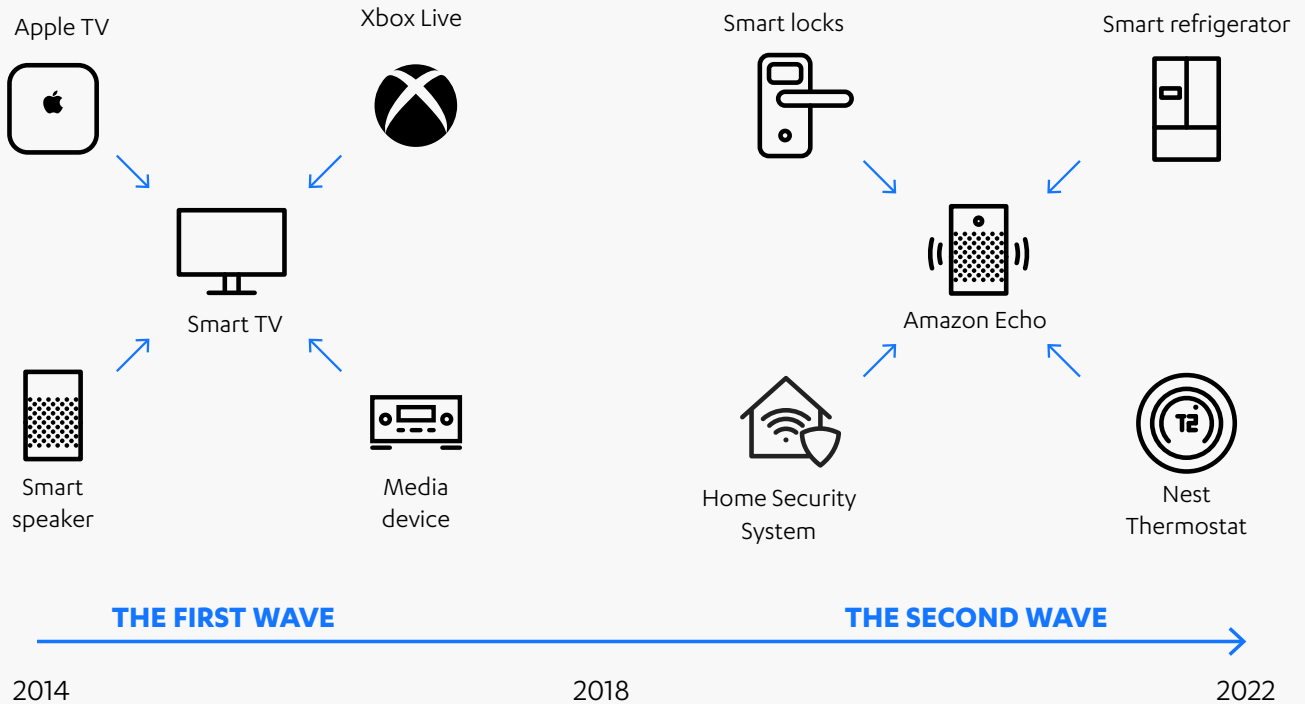 Apple TV
Xbox Live
Smart locks
Smart refrigerator
Smart TV
Amazon Echo
72
Smart
speaker
Media
device
Home Security
System
Nest
Thermostat
THE FIRST WAVE
THE SECOND WAVE
2014
2018
2022